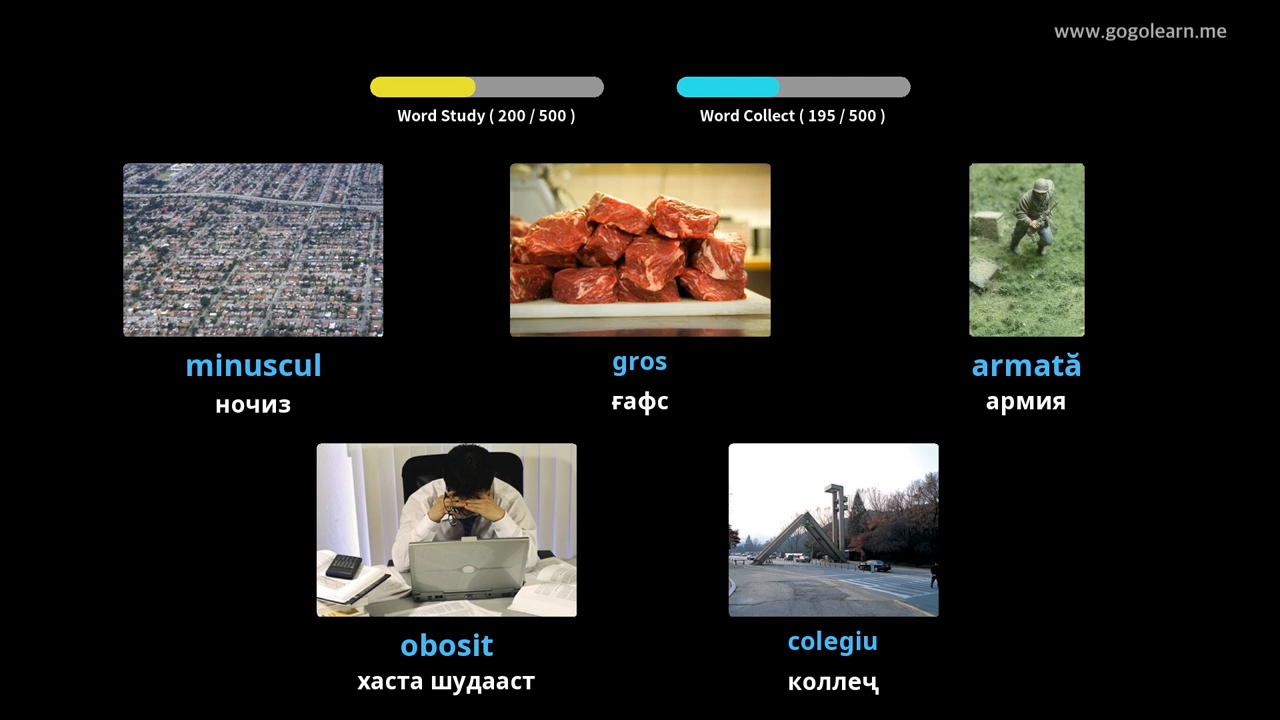 www.gogolearn.me
Word Study ( 200 / 500 )
Word Collect ( 195 / 500 )
minuscul
ночиз
gros
ғафс
armată
армия
obosit
хаста шудааст
colegiu
коллеҷ